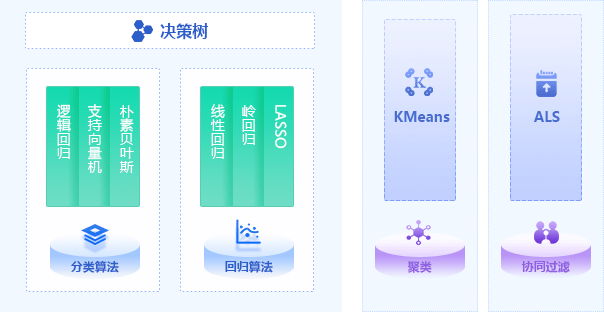 决策树
逻辑回归
支持向量机
朴素贝叶斯
分类算法
线性回归
岭回归
LASSO
回归算法
K
KMeans
聚类
ALS
协同过滤